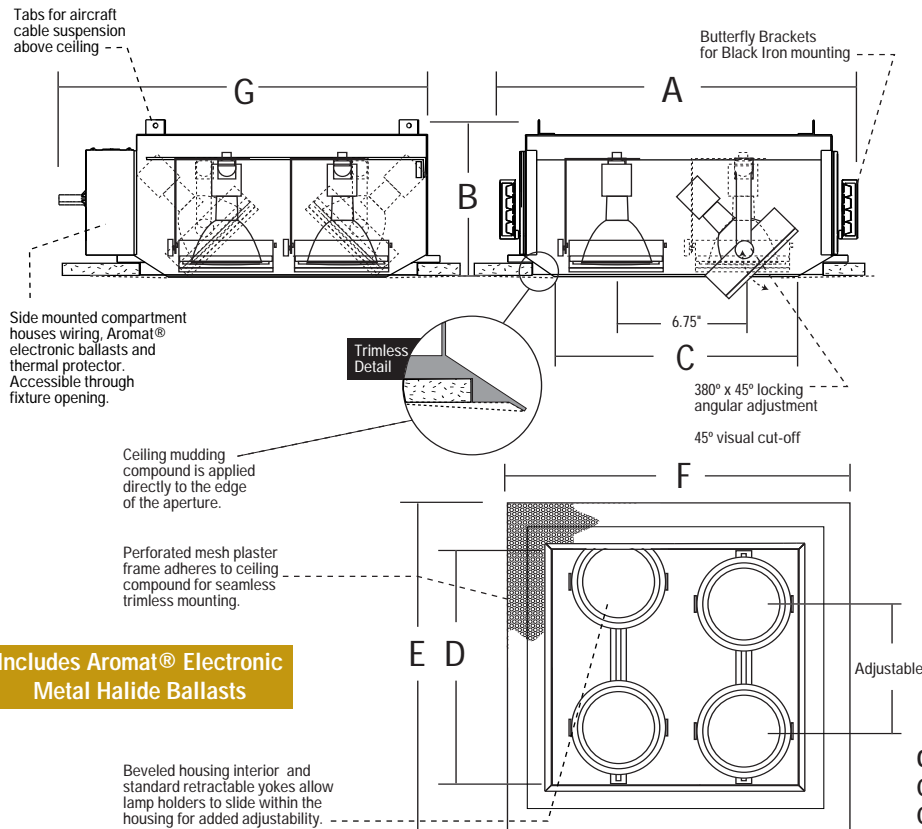 Tabs for aircraft
cable suspension
above ceiling
Butterfly Brackets
for Black Iron mounting
G
A
B
Side mounted compartment
houses wiring, Aromat®
electronic ballasts and
thermal protector.
Accessible through
fixture opening.
Trimless
Detail
6.75"
C
380º x 45º locking
angular adjustment
45º visual cut-off
Ceiling mudding
compound is applied
directly to the edge
of the aperture.
F
Perforated mesh plaster
frame adheres to ceiling
compound for seamless
trimless mounting.
E
D
Adjustable
Includes Aromat® Electronic
Metal Halide Ballasts
Beveled housing interior and
standard retractable yokes allow
lamp holders to slide within the
housing for added adjustability.